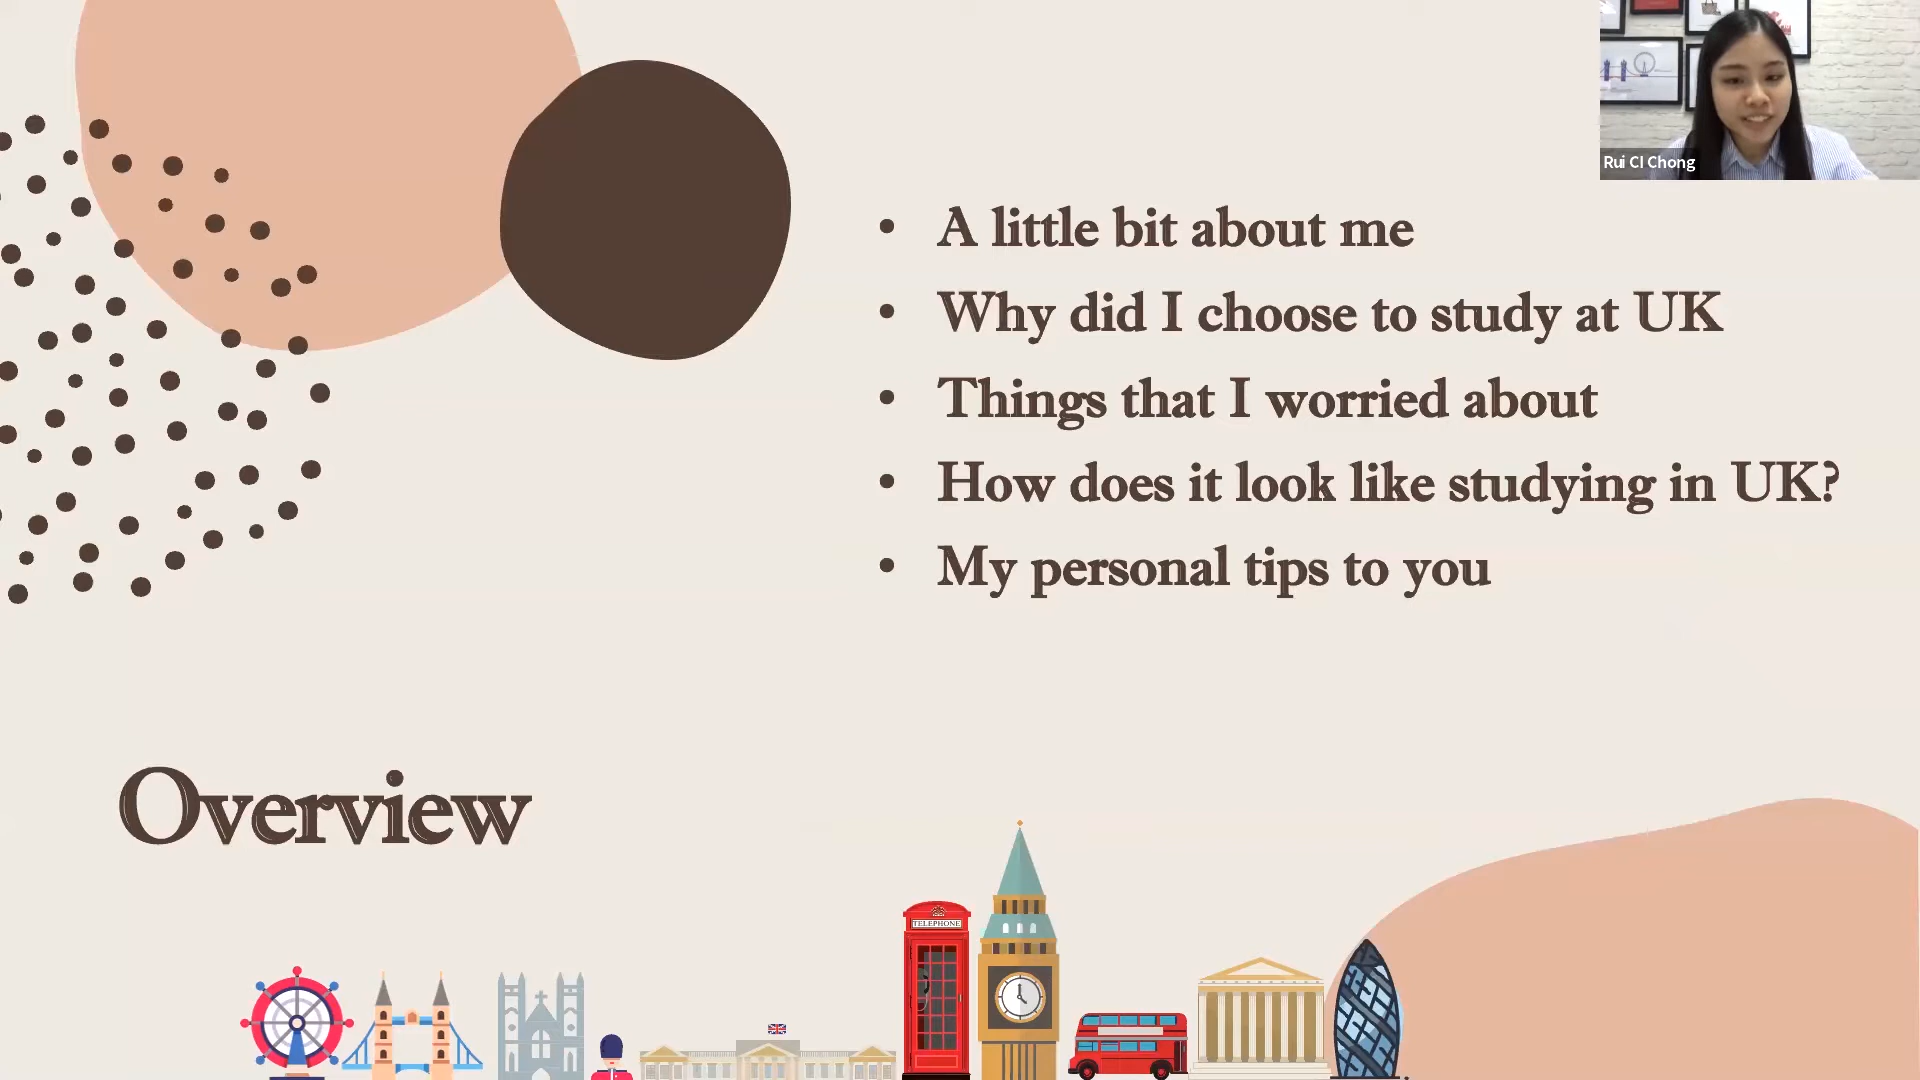 Rui CI Chong
• A little bit about me
• Why did I choose to study at UK
• Things that I worried about
• How does it look like studying in UK?
• My personal tips to you
Overview
TELEPHONE